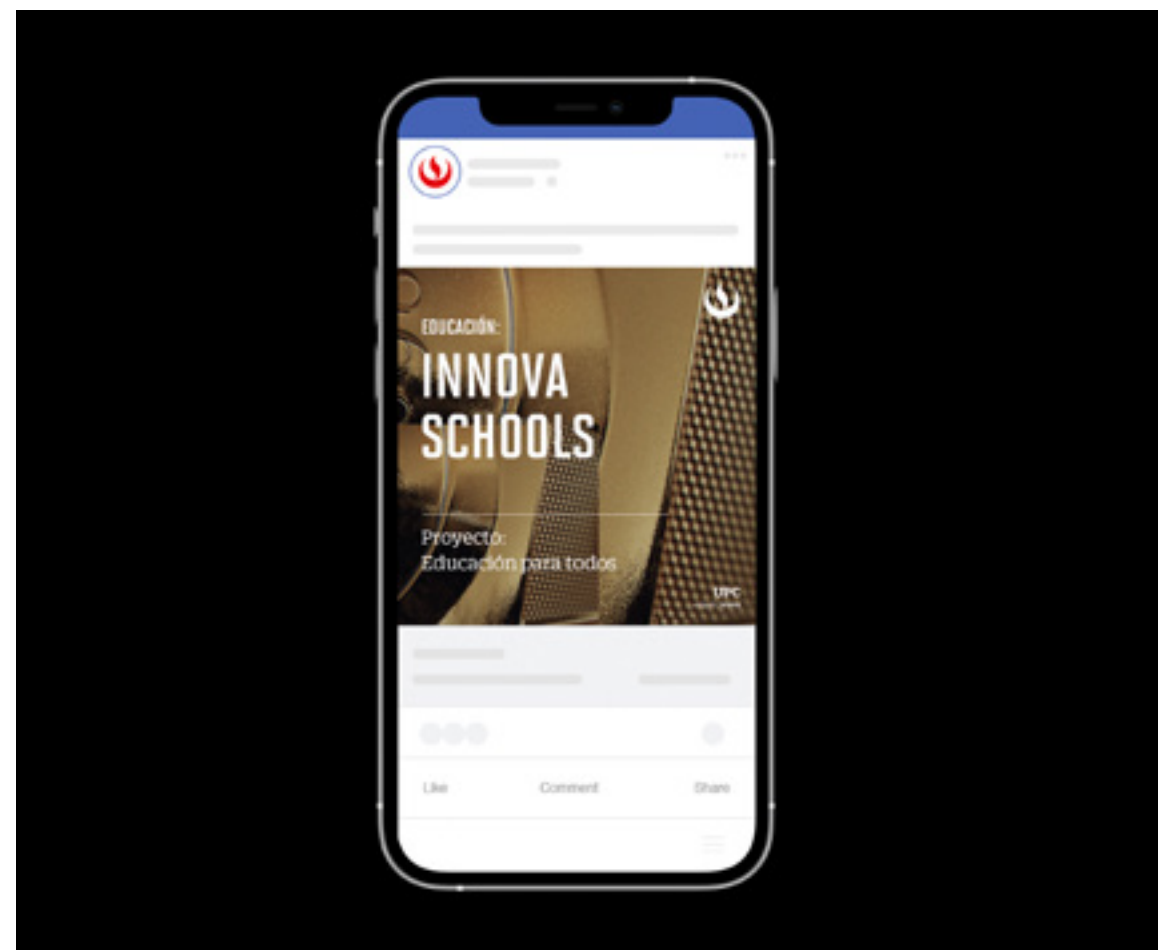 EDUCACIÓN:
INNOVA
SCHOOLS
Proyecto:
Educación para todos
UPC
Like
Comment
Share